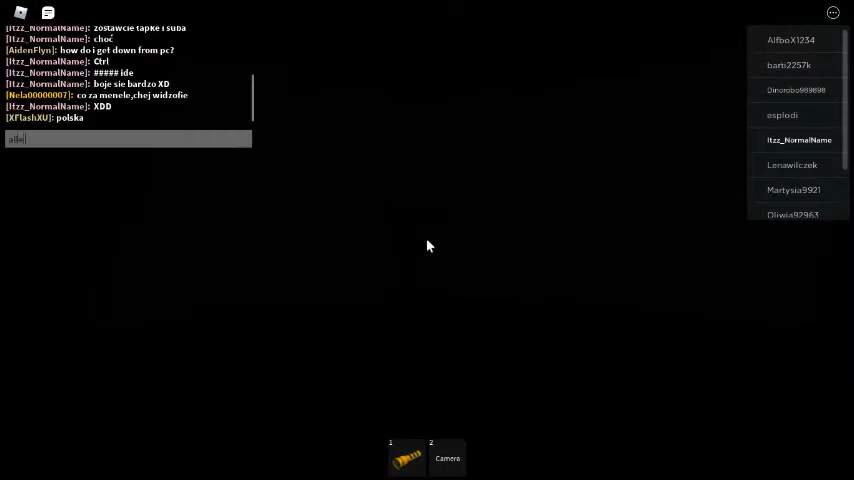 [Itzz_NormalName]: zostawcie łapke i suba
[Itzz_NormalName]: choć
[AidenFlyn]: how do i get down from pc?
[Itzz_NormalName]: Ctrl
[Itzz_NormalName]: ##### ide
[Itzz_NormalName]: boje sie bardzo XD
[Nela00000007]: co za menele,chej widzofie
[Itzz_NormalName]: XDD
[XFlashXU]: polska
AlfboX1234
barti2257k
Dinorobo989898
esplodi
Itzz_NormalName
Lenawilczek
Martysia9921
Oliwia92963
1
2
Camera